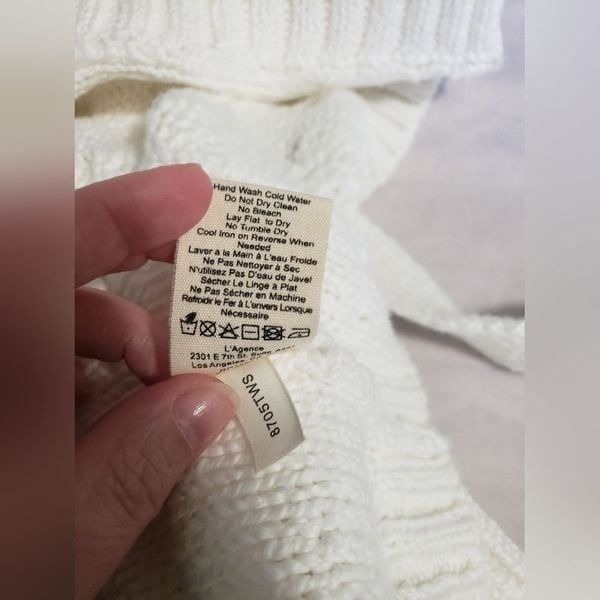 Hand Wash Cold Water
Do Not Dry Clean
No Bleach
Lay Flat to Dry
No Tumble Dry
Cool Iron on Reverse When
Needed
Laver a la Main à L'eau Froide
Ne Pas Nettoyer à Sec
N'utilisez Pas D'eau de Javel
Sécher Le Linge à Plat
Ne Pas Sécher en Machine
Refroidir le Fer à L'envers Lorsque
Nécessaire
L'Agence
2301 E 7th St,
Los Angeles,
8705TWS